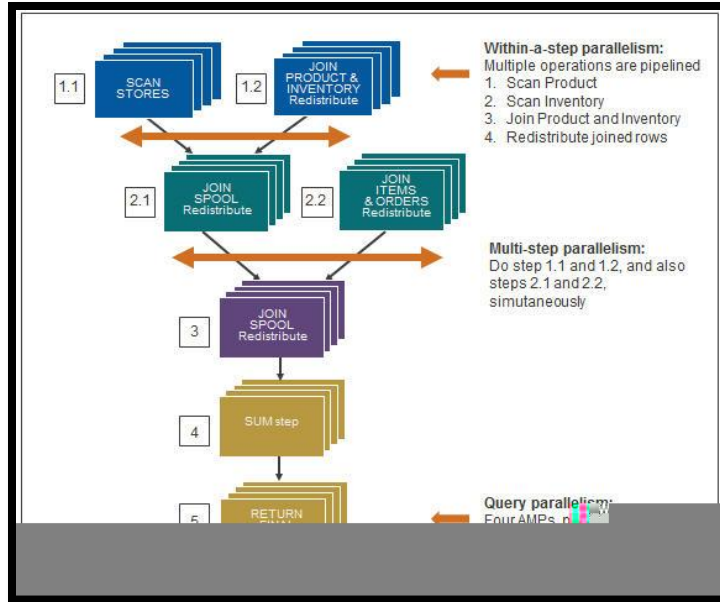 1.1
SCAN
STORES
1.2
JOIN
PRODUCT &
INVENTORY
Redistribute
Within-a-step parallelism:
Multiple operations are pipelined
1. Scan Product
2. Scan Inventory
3. Join Product and Inventory
4. Redistribute joined rows
2.1
JOIN
SPOOL
Redistribute
2.2
JOIN
ITEMS
& ORDERS
Redistribute
Multi-step parallelism:
Do step 1.1 and 1.2, and also
steps 2.1 and 2.2,
simutaneously
3
JOIN
SPOOL
Redistribute
4
SUM step
5
RETURN
FINAL
Query parallelism:
Four AMPs,